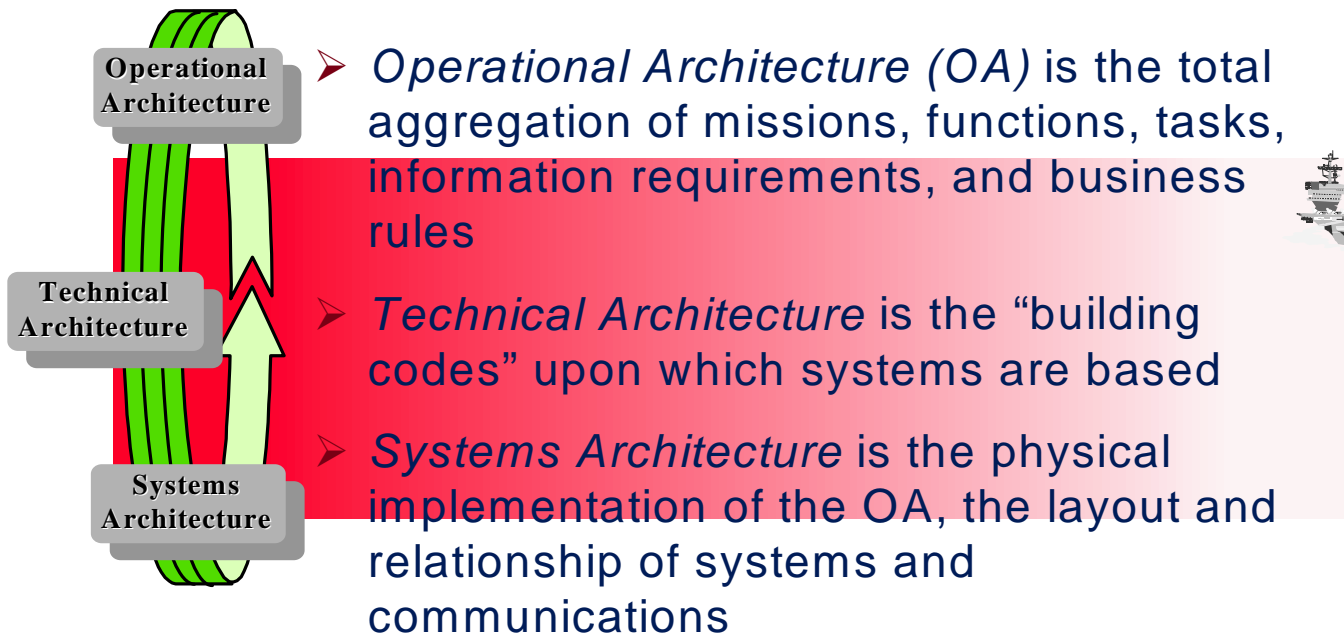 Operational
Architecture
➢ Operational Architecture (OA) is the total
aggregation of missions, functions, tasks,
information requirements, and business
rules
Technical
Architecture
➢ Technical Architecture is the “building
codes” upon which systems are based
Systems
Architecture
➢ Systems Architecture is the physical
implementation of the OA, the layout and
relationship of systems and
communications